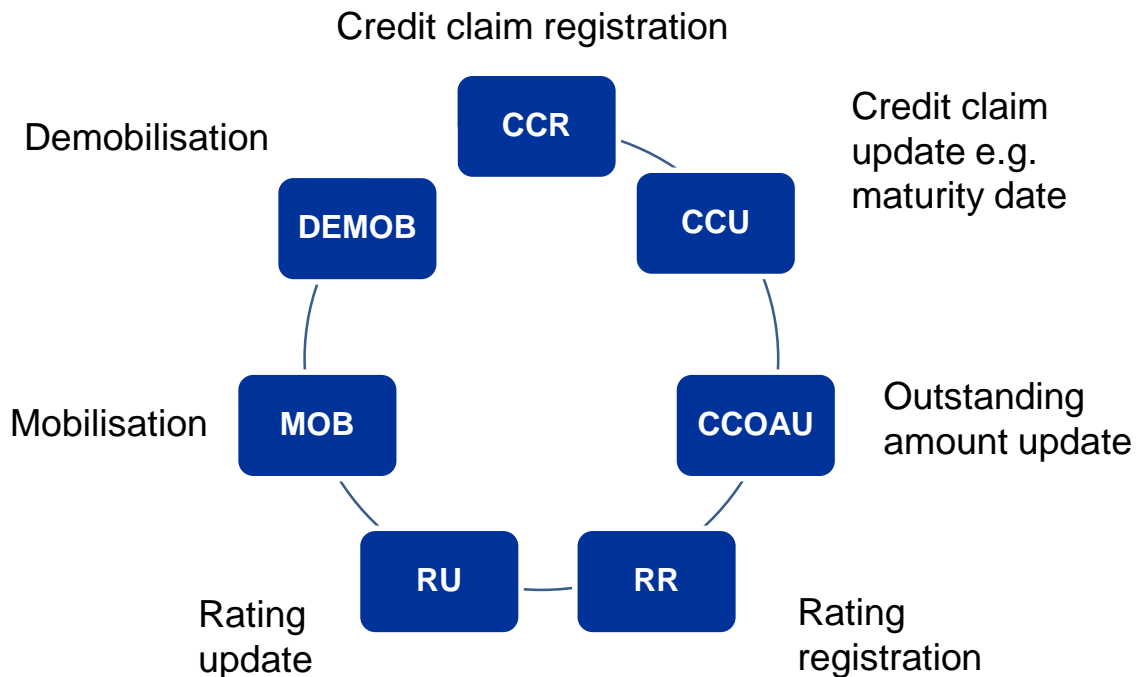 Credit claim registration
CCR
Credit claim
update e.g.
maturity date
CCU
Outstanding
amount update
CCOAU
Rating
registration
RR
Rating
update
RU
Mobilisation
MOB
Demobilisation
DEMOB